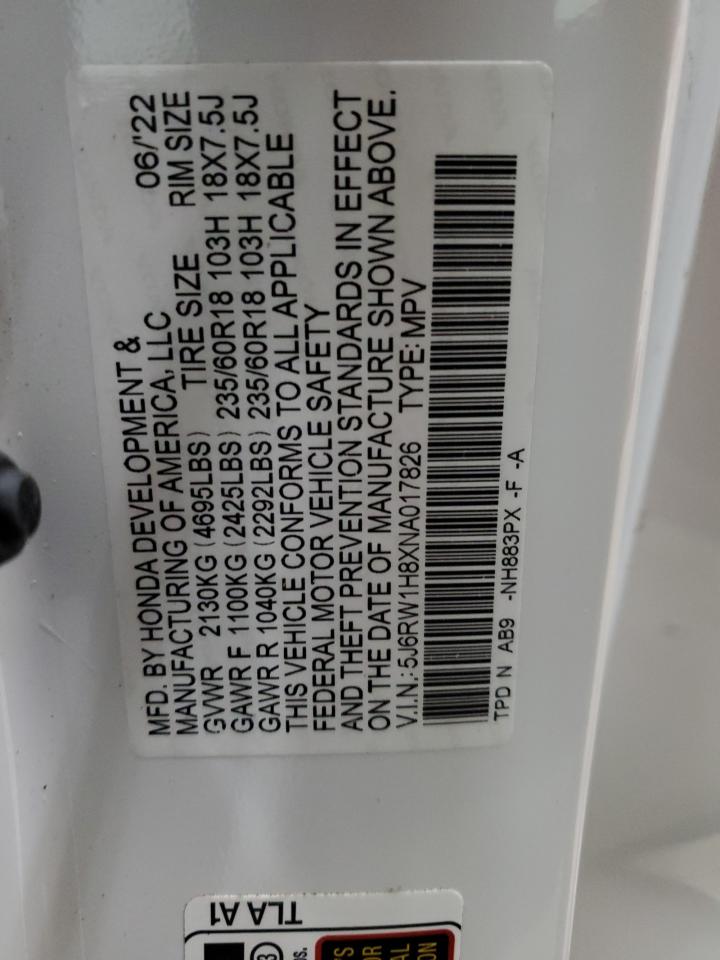 MFD. BY HONDA DEVELOPMENT & 06/'22
MANUFACTURING OF AMERICA, LLC
TIRE SIZE RIM SIZE
GVWR 2130KG (4695LBS)
GAWR F 1100KG (2425LBS) 235/60R18 103H 18X7.5J
GAWR R 1040KG (2292LBS) 235/60R18 103H 18X7.5J
THIS VEHICLE CONFORMS TO ALL APPLICABLE
FEDERAL MOTOR VEHICLE SAFETY
AND THEFT PREVENTION STANDARDS IN EFFECT
ON THE DATE OF MANUFACTURE SHOWN ABOVE.
V.I.N.: 5J6RW1H8XNA017826 TYPE: MPV
TPD N AB9 -NH883PX -F -A
TLA A1